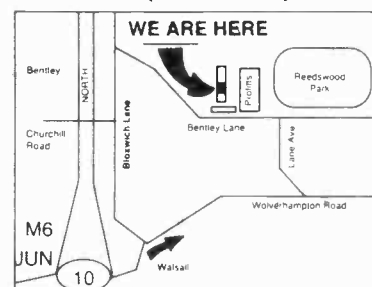 WE ARE HERE
Bentley
NORTH
Reedswood
Park
Profitts
Bentley Lane
Churchill
Road
Bloxwich Lane
Lane Ave
Wolverhampton Road
M6
JUN
10
Walsall